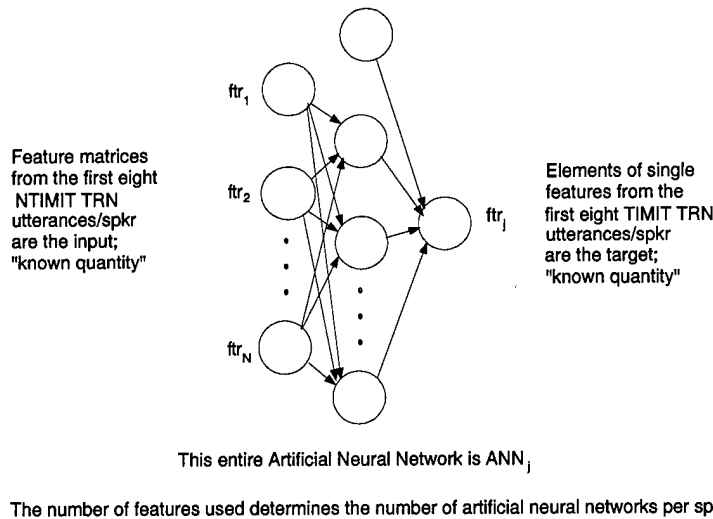 ftr1
ftr2
ftrN
ftrj
Feature matrices
from the first eight
NTIMIT TRN
utterances/spkr
are the input;
"known quantity"
Elements of single
features from the
first eight TIMIT TRN
utterances/spkr
are the target;
"known quantity"
This entire Artificial Neural Network is ANNj
The number of features used determines the number of artificial neural networks per sp